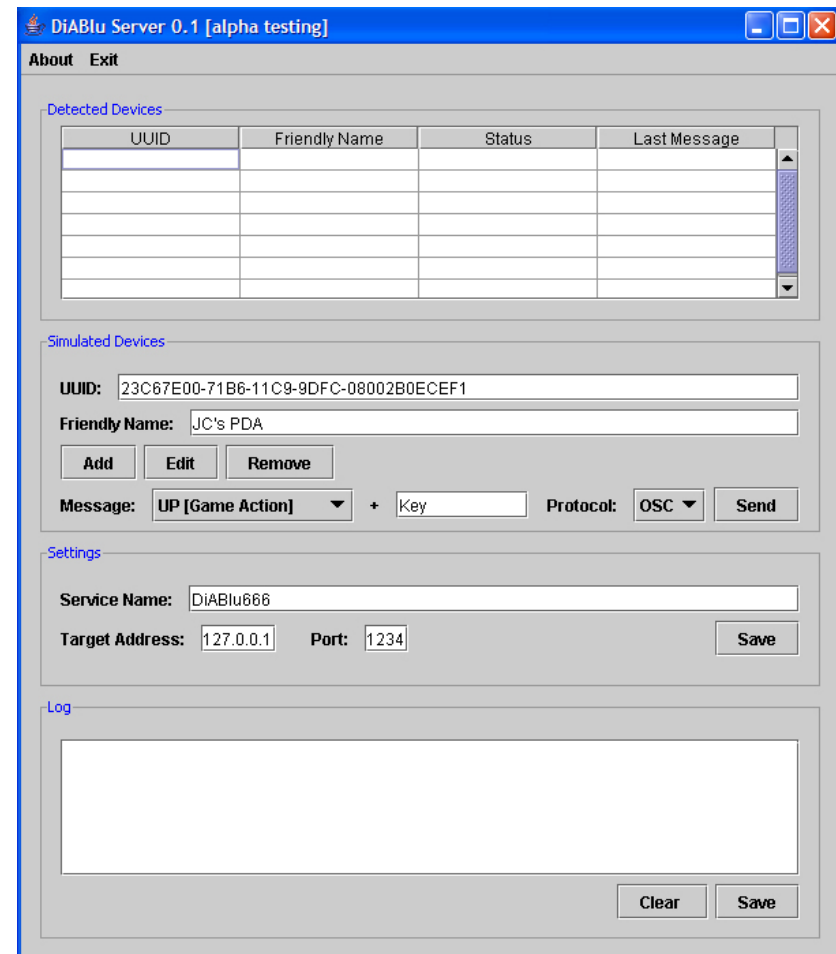 DiABlu Server 0.1 [alpha testing]
About Exit
Detected Devices
UUID Friendly Name Status Last Message
Simulated Devices
UUID: 23C67E00-71B6-11C9-9DFC-08002B0ECEF1
Friendly Name: JC's PDA
Add Edit Remove
Message: UP [Game Action] + Key Protocol: OSC Send
Settings
Service Name: DiABlu666
Target Address: 127.0.0.1 Port: 1234 Save
Log
Clear Save